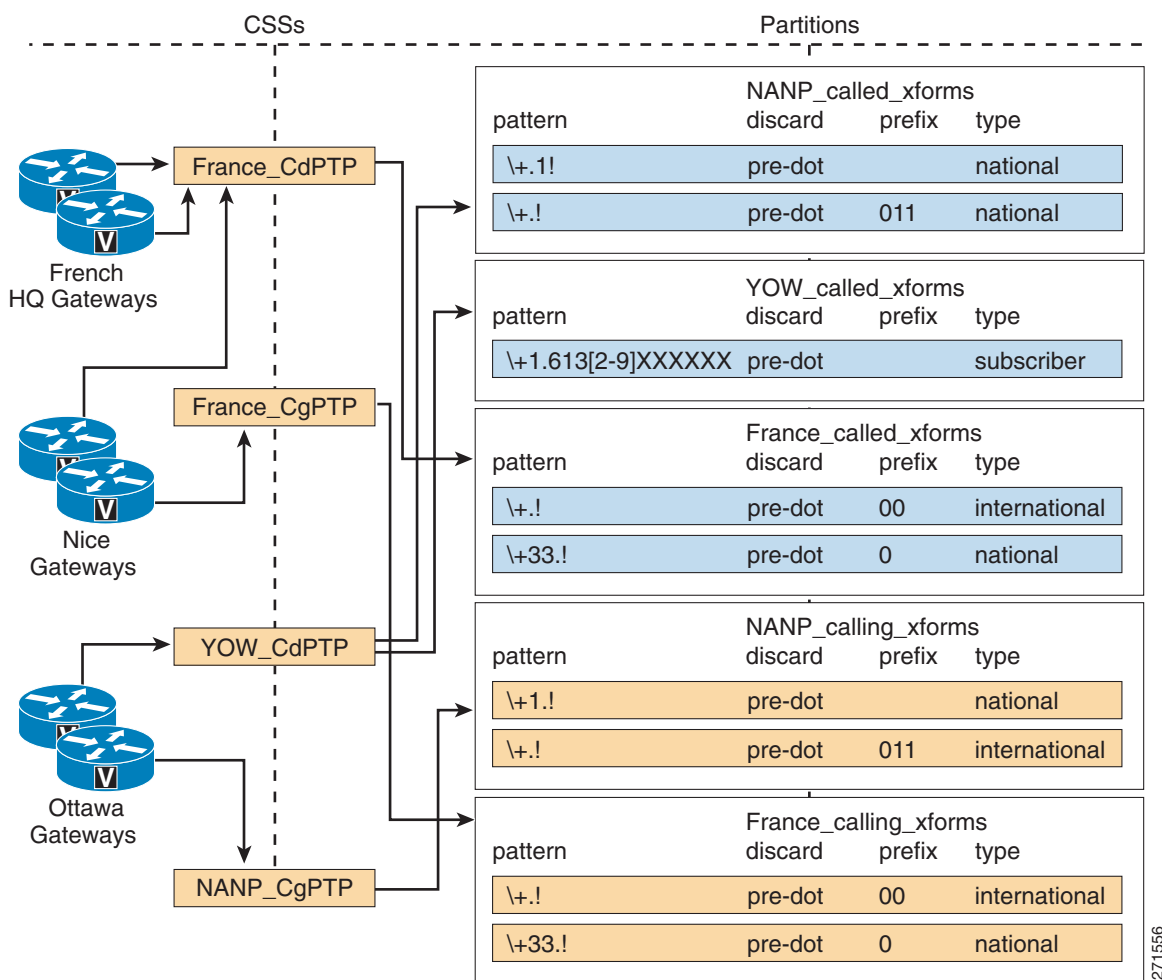 CSSs Partitions
NANP_called_xforms
pattern discard prefix type
\+.1! pre-dot national
\+.! pre-dot 011 national
France_CdPTP
V
V
French
HQ Gateways
YOW_called_xforms
pattern discard prefix type
\+1.613[2-9]XXXXXX pre-dot subscriber
France_CgPTP
V
V
Nice
Gateways
France_called_xforms
pattern discard prefix type
\+.! pre-dot 00 international
\+33.! pre-dot 0 national
YOW_CdPTP
V
V
Ottawa
Gateways
NANP_calling_xforms
pattern discard prefix type
\+1.! pre-dot national
\+.! pre-dot 011 international
NANP_CgPTP
France_calling_xforms
pattern discard prefix type
\+.! pre-dot 00 international
\+33.! pre-dot 0 national
271556